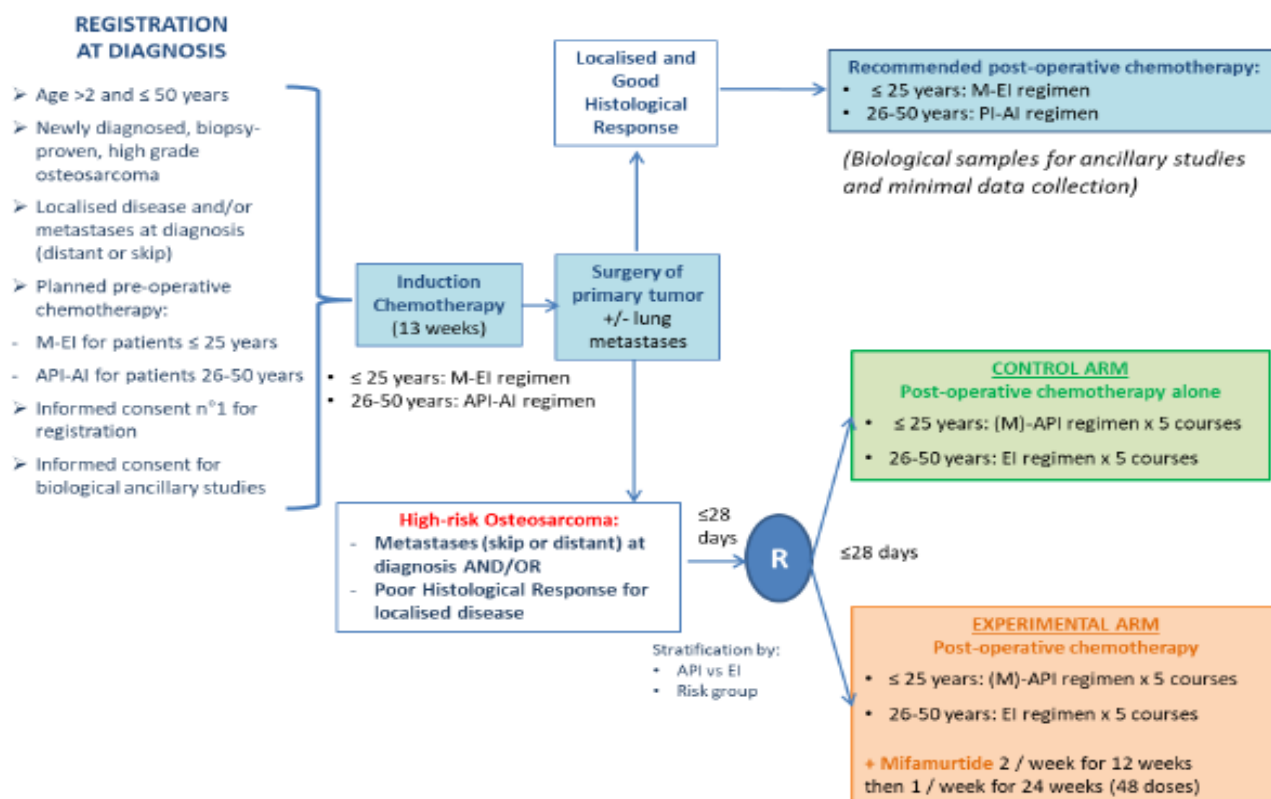 REGISTRATION
AT DIAGNOSIS
➢ Age >2 and ≤ 50 years
➢ Newly diagnosed, biopsy-
proven, high grade
osteosarcoma
➢ Localised disease and/or
metastases at diagnosis
(distant or skip)
➢ Planned pre-operative
chemotherapy:
- M-EI for patients ≤ 25 years
- API-AI for patients 26-50 years
➢ Informed consent n°1 for
registration
➢ Informed consent for
biological ancillary studies
Induction
Chemotherapy
(13 weeks)
• ≤ 25 years: M-EI regimen
• 26-50 years: API-AI regimen
Surgery of
primary tumor
+/- lung
metastases
Localised and
Good
Histological
Response
Recommended post-operative chemotherapy:
• ≤ 25 years: M-EI regimen
• 26-50 years: PI-AI regimen
(Biological samples for ancillary studies
and minimal data collection)
High-risk Osteosarcoma:
- Metastases (skip or distant) at
diagnosis AND/OR
- Poor Histological Response for
localised disease
≤28
days
R
≤28 days
Stratification by:
• API vs EI
• Risk group
CONTROL ARM
Post-operative chemotherapy alone
• ≤ 25 years: (M)-API regimen x 5 courses
• 26-50 years: EI regimen x 5 courses
EXPERIMENTAL ARM
Post-operative chemotherapy
• ≤ 25 years: (M)-API regimen x 5 courses
• 26-50 years: EI regimen x 5 courses
+ Mifamurtide 2 / week for 12 weeks
then 1 / week for 24 weeks (48 doses)